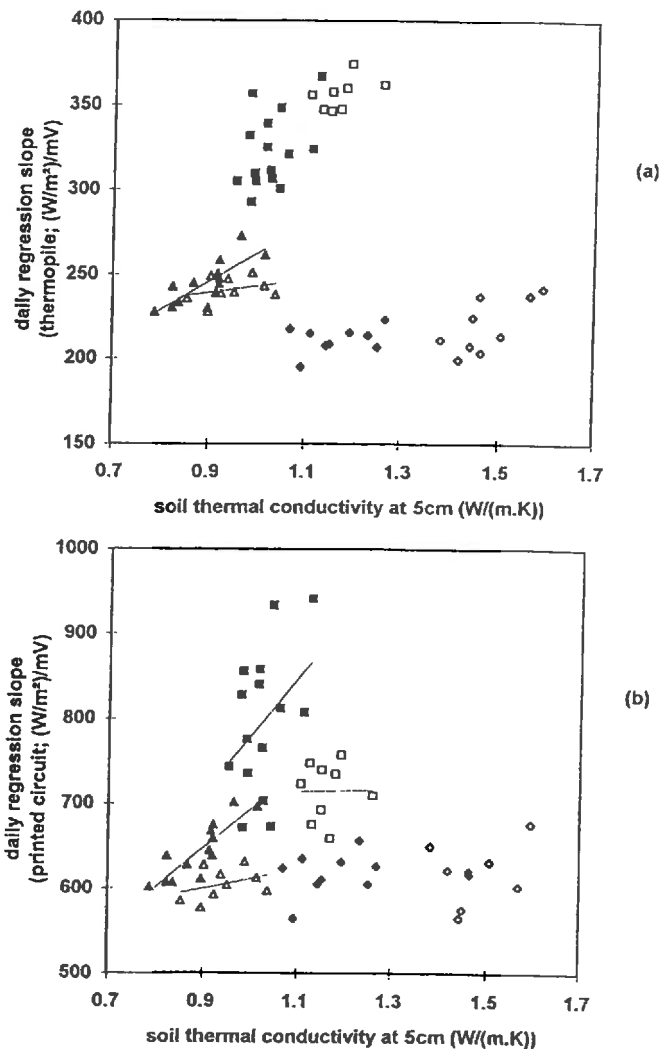 400
350
300
250
200
150
daily regression slope
(thermopile; (W/m²)/mV)
(a)
0.7 0.9 1.1 1.3 1.5 1.7
soil thermal conductivity at 5cm (W/(m.K))
1000
900
800
700
600
500
daily regression slope
(printed circuit; (W/m²)/mV)
(b)
0.7 0.9 1.1 1.3 1.5 1.7
soil thermal conductivity at 5cm (W/(m.K))